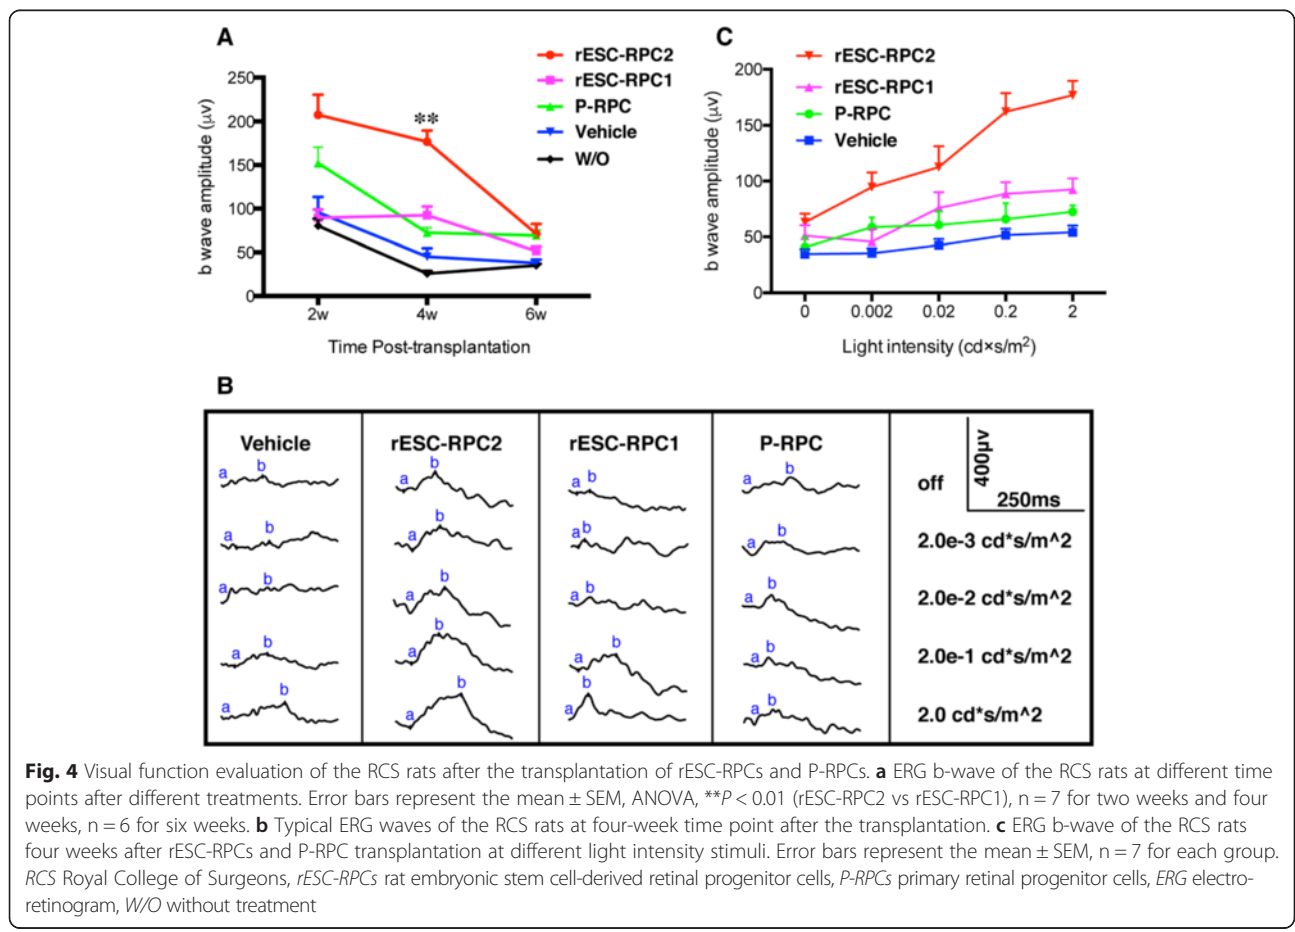 A
250
200
150
100
50
0
b wave amplitude (μv)
**
2w 4w 6w
Time Post-transplantation
rESC-RPC2
rESC-RPC1
P-RPC
Vehicle
W/O
C
200
150
100
50
0
b wave amplitude (μv)
rESC-RPC2
rESC-RPC1
P-RPC
Vehicle
0 0.002 0.02 0.2 2
Light intensity (cd×s/m²)
B
Vehicle rESC-RPC2 rESC-RPC1 P-RPC
400μv
250ms
a b a b a b a b off
a b a b a b a b 2.0e-3 cd*s/m^2
a b a b a b a b 2.0e-2 cd*s/m^2
a b a b a b a b 2.0e-1 cd*s/m^2
a b a b a b a b 2.0 cd*s/m^2
Fig. 4 Visual function evaluation of the RCS rats after the transplantation of rESC-RPCs and P-RPCs. a ERG b-wave of the RCS rats at different time
points after different treatments. Error bars represent the mean ± SEM, ANOVA, **P < 0.01 (rESC-RPC2 vs rESC-RPC1), n = 7 for two weeks and four
weeks, n = 6 for six weeks. b Typical ERG waves of the RCS rats at four-week time point after the transplantation. c ERG b-wave of the RCS rats
four weeks after rESC-RPCs and P-RPC transplantation at different light intensity stimuli. Error bars represent the mean ± SEM, n = 7 for each group.
RCS Royal College of Surgeons, rESC-RPCs rat embryonic stem cell-derived retinal progenitor cells, P-RPCs primary retinal progenitor cells, ERG electro-
retinogram, W/O without treatment